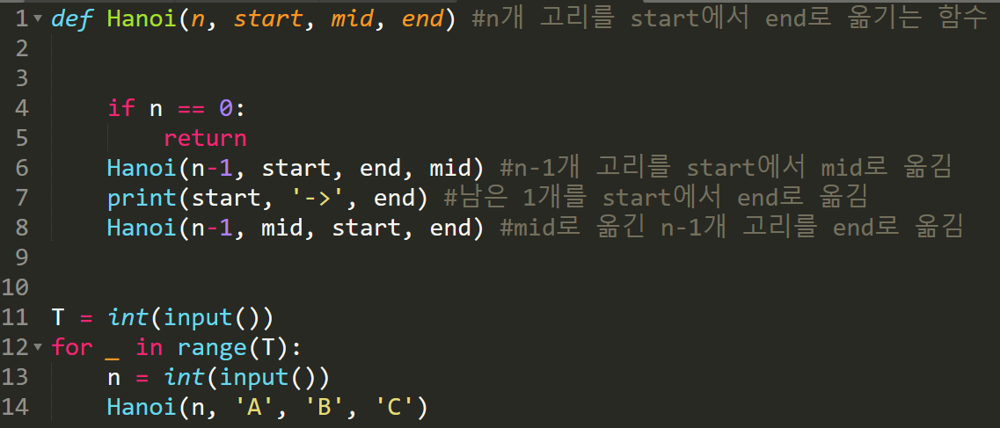 1 def Hanoi(n, start, mid, end) #n개 고리를 start에서 end로 옮기는 함수
2
3
4     if n == 0:
5         return
6     Hanoi(n-1, start, end, mid) #n-1개 고리를 start에서 mid로 옮김
7     print(start, '->', end) #남은 1개를 start에서 end로 옮김
8     Hanoi(n-1, mid, start, end) #mid로 옮긴 n-1개 고리를 end로 옮김
9
10
11 T = int(input())
12 for _ in range(T):
13     n = int(input())
14     Hanoi(n, 'A', 'B', 'C')